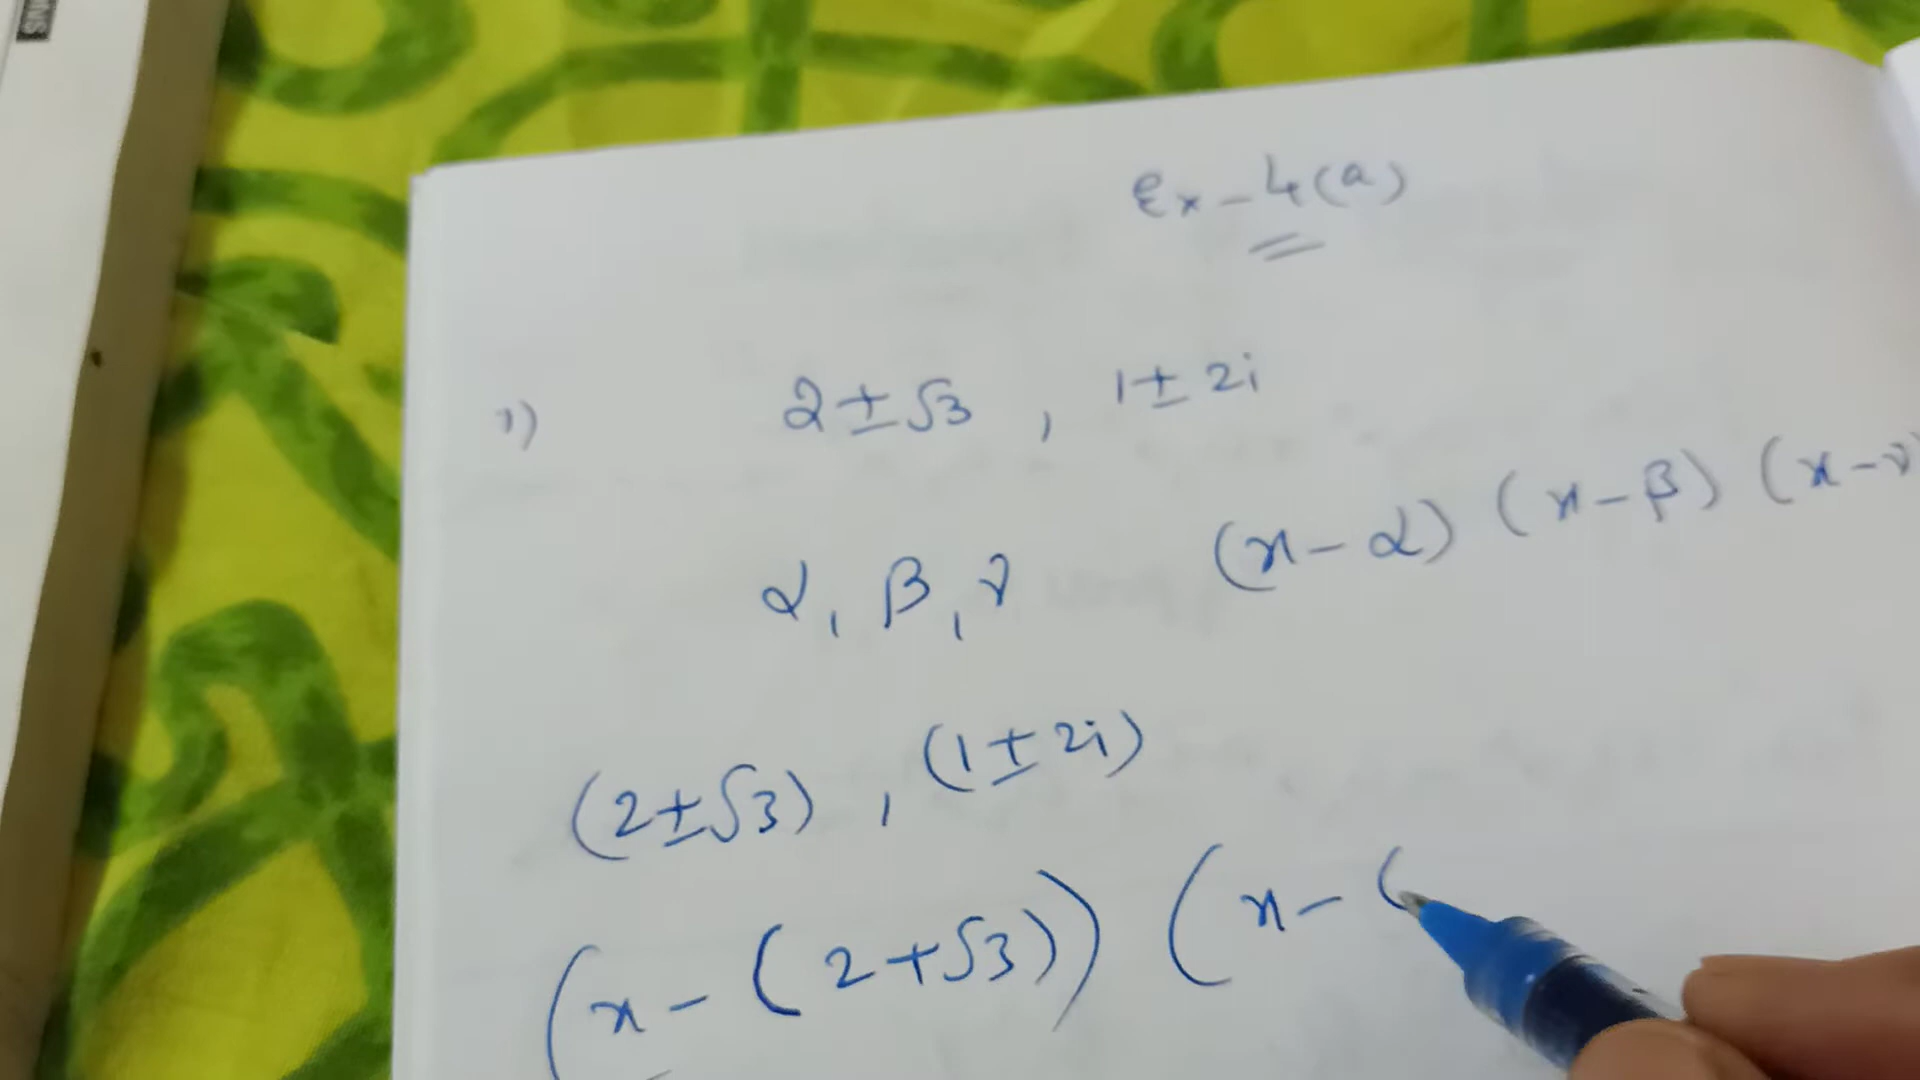 Ex-4(a)
1) 2±√3 , 1±2i
α, β, γ (x-α) (x-β) (x-γ)
(2±√3) , (1±2i)
(x-(2+√3)) (x-(